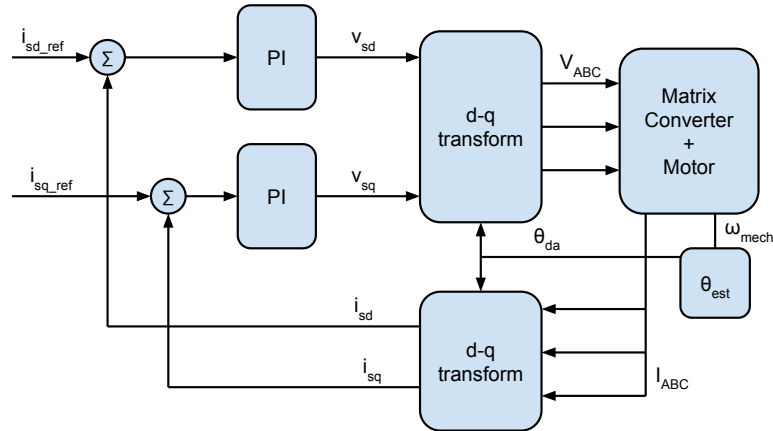 i_sd_ref
Σ
PI
v_sd
d-q
transform
V_ABC
Matrix
Converter
+
Motor
i_sq_ref
Σ
PI
v_sq
θ_da
ω_mech
θ_est
i_sd
d-q
transform
i_sq
I_ABC